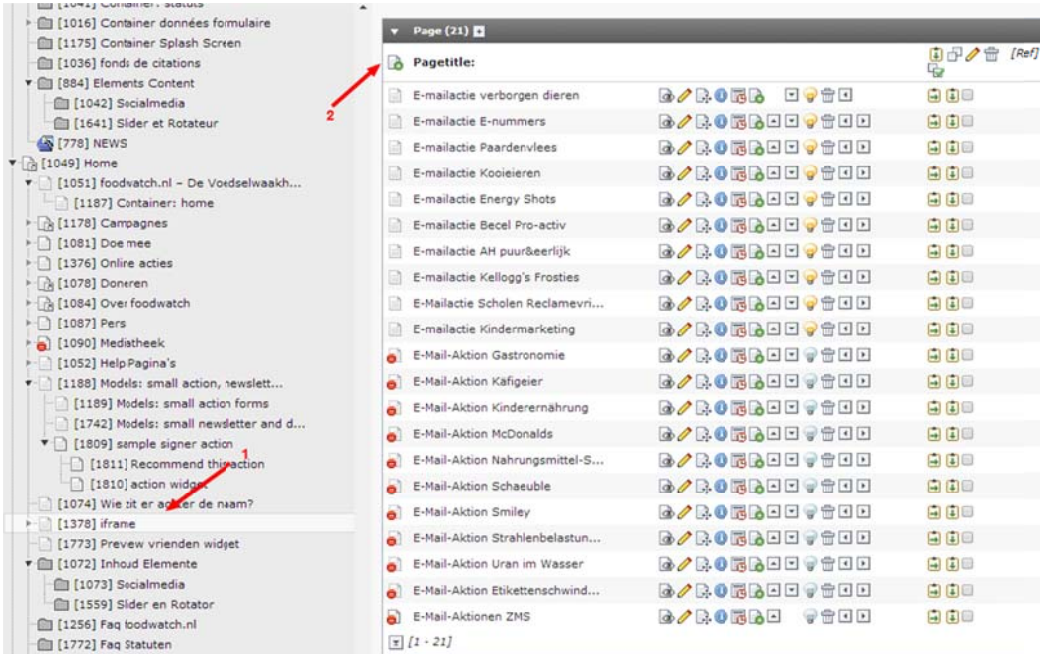 [1041] Container: statuts
[1016] Container données formulaire
[1175] Container Splash Screen
[1036] fonds de citations
[884] Elements Content
[1042] Socialmedia
[1641] Slider et Rotateur
[778] NEWS
[1049] Home
[1051] foodwatch.nl – De Voedselwaakh...
[1187] Container: home
[1178] Campagnes
[1081] Doe mee
[1376] Online acties
[1078] Doneren
[1084] Over foodwatch
[1087] Pers
[1090] Mediatheek
[1052] HelpPagina's
[1188] Models: small action, newslett...
[1189] Models: small action forms
[1742] Models: small newsletter and d...
[1809] sample signer action
[1811] Recommend this action
[1810] action widget
[1074] Wie zit er achter de naam?
[1378] iframe
[1773] Preview vrienden widget
[1072] Inhoud Elemente
[1073] Socialmedia
[1559] Slider en Rotator
[1256] Faq foodwatch.nl
[1772] Faq Statuten
1
2
Page (21)
Pagetitle: [Ref]
E-mailactie verborgen dieren
E-mailactie E-nummers
E-mailactie Paardenvlees
E-mailactie Kooieieren
E-mailactie Energy Shots
E-mailactie Becel Pro-activ
E-mailactie AH puur&eerlijk
E-mailactie Kellogg's Frosties
E-Mailactie Scholen Reclamevri...
E-mailactie Kindermarketing
E-Mail-Aktion Gastronomie
E-Mail-Aktion Käfigeier
E-Mail-Aktion Kinderernährung
E-Mail-Aktion McDonalds
E-Mail-Aktion Nahrungsmittel-S...
E-Mail-Aktion Schaeuble
E-Mail-Aktion Smiley
E-Mail-Aktion Strahlenbelastun...
E-Mail-Aktion Uran im Wasser
E-Mail-Aktion Etikettenschwind...
E-Mail-Aktionen ZMS
[1 - 21]